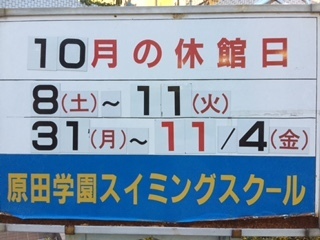 10月の休館日
8(土)~11(火)
31(月)~11/4(金)
原田学園スイミングスクール